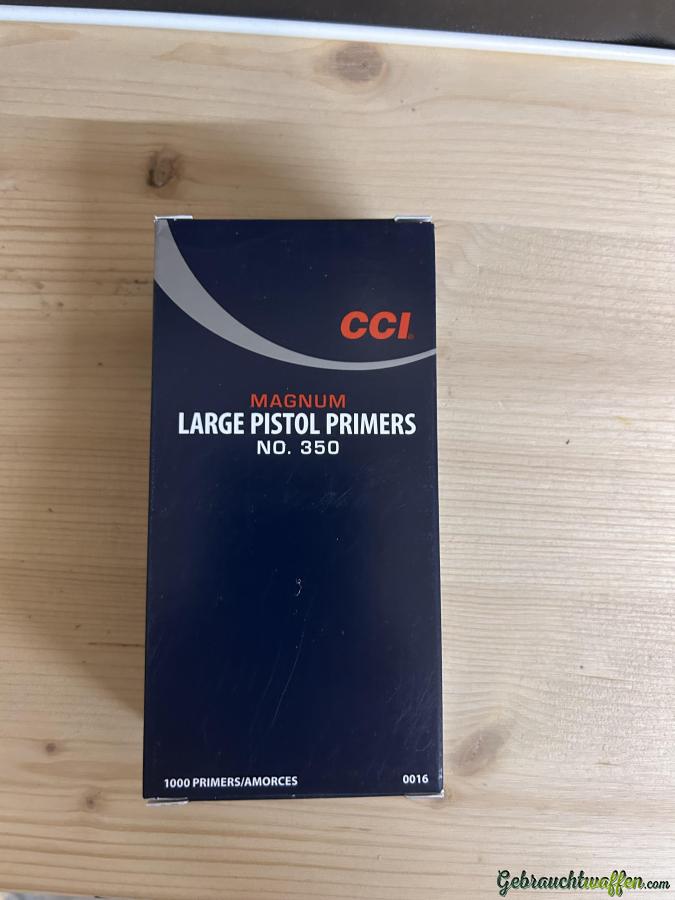 CCI
MAGNUM
LARGE PISTOL PRIMERS
NO. 350
1000 PRIMERS/AMORCES 0016
Gebrauchtwaffen.com